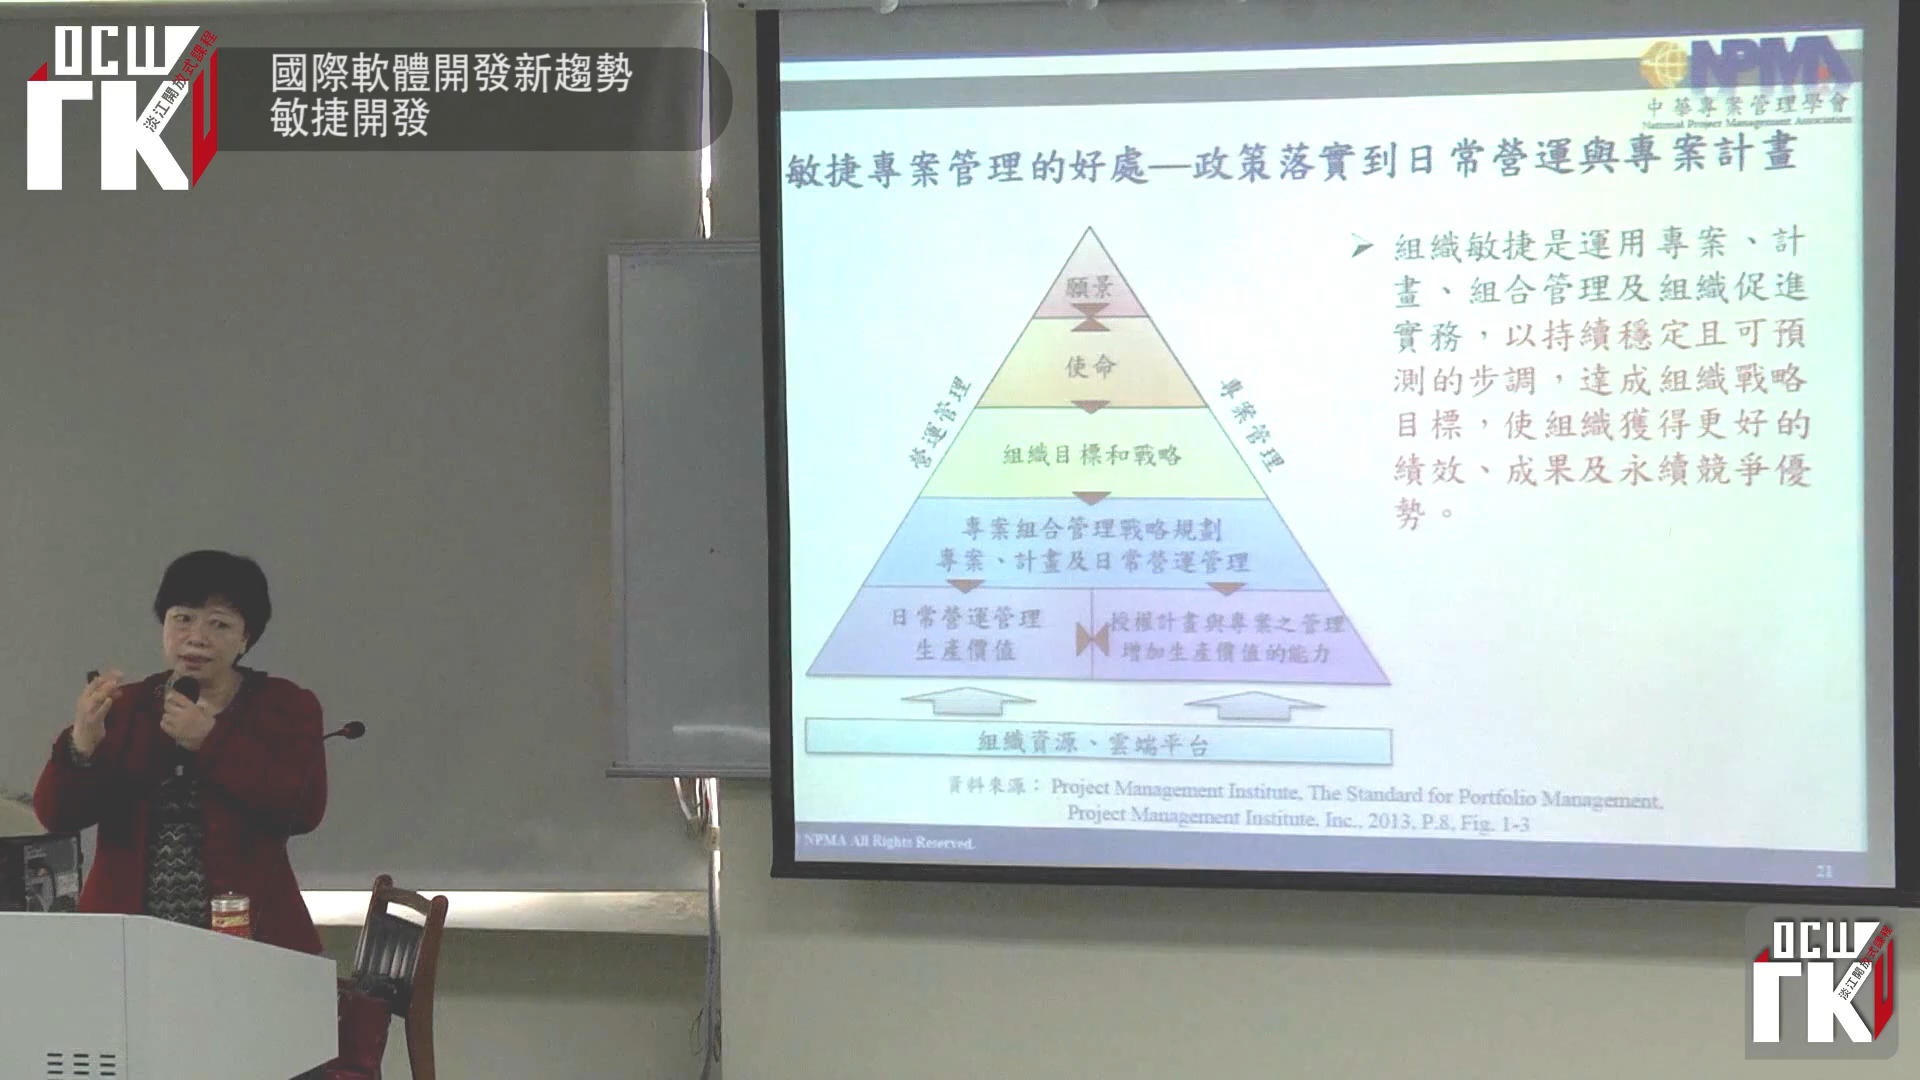 OCW
TKU
淡江開放式課程
國際軟體開發新趨勢
敏捷開發
NPMA
中華專案管理學會
National Project Management Association
敏捷專案管理的好處—政策落實到日常營運與專案計畫
願景
使命
組織目標和戰略
專案組合管理戰略規劃
專案、計畫及日常營運管理
日常營運管理
生產價值
授權計畫與專案之管理
增加生產價值的能力
營運管理
專案管理
組織資源、雲端平台
➢ 組織敏捷是運用專案、計
畫、組合管理及組織促進
實務，以持續穩定且可預
測的步調，達成組織戰略
目標，使組織獲得更好的
績效、成果及永續競爭優
勢。
資料來源： Project Management Institute, The Standard for Portfolio Management,
Project Management Institute. Inc., 2013, P.8, Fig. 1-3
NPMA All Rights Reserved.
21
OCW
TKU
淡江開放式課程